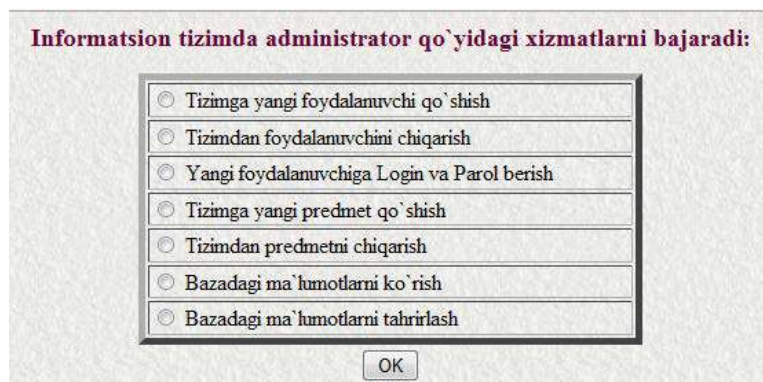 Informatsion tizimda administrator qo`yidagi xizmatlarni bajaradi:
Tizimga yangi foydalanuvchi qo`shish
Tizimdan foydalanuvchini chiqarish
Yangi foydalanuvchiga Login va Parol berish
Tizimga yangi predmet qo`shish
Tizimdan predmetni chiqarish
Bazadagi ma`lumotlarni ko`rish
Bazadagi ma`lumotlarni tahrirlash
OK